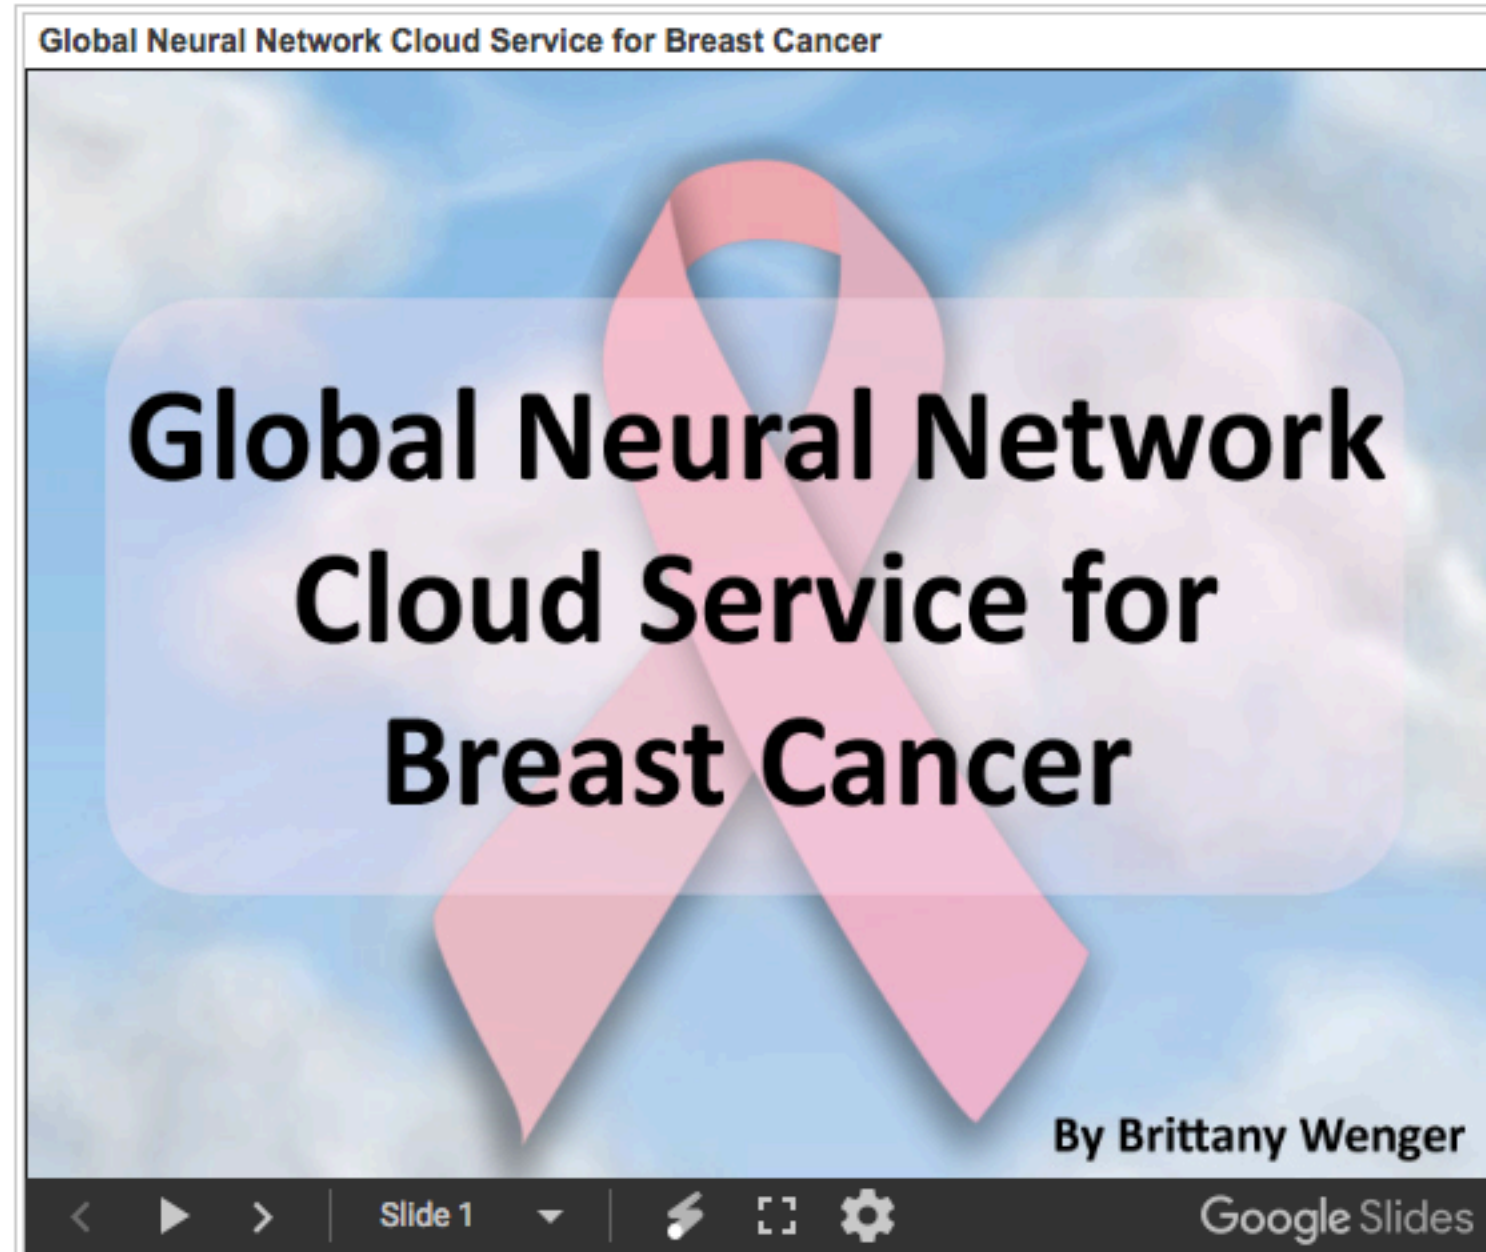 Global Neural Network Cloud Service for Breast Cancer
Global Neural Network
Cloud Service for
Breast Cancer
By Brittany Wenger
Slide 1
Google Slides